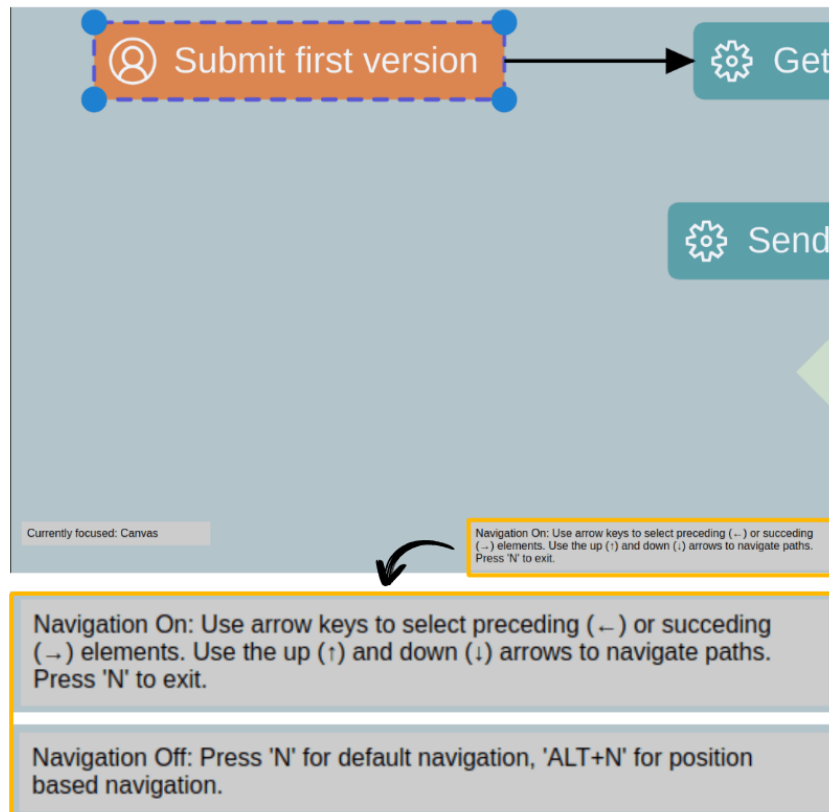 Submit first version
Get
Send
Currently focused: Canvas
Navigation On: Use arrow keys to select preceding (←) or succeding
(→) elements. Use the up (↑) and down (↓) arrows to navigate paths.
Press 'N' to exit.
Navigation On: Use arrow keys to select preceding (←) or succeding
(→) elements. Use the up (↑) and down (↓) arrows to navigate paths.
Press 'N' to exit.
Navigation Off: Press 'N' for default navigation, 'ALT+N' for position
based navigation.